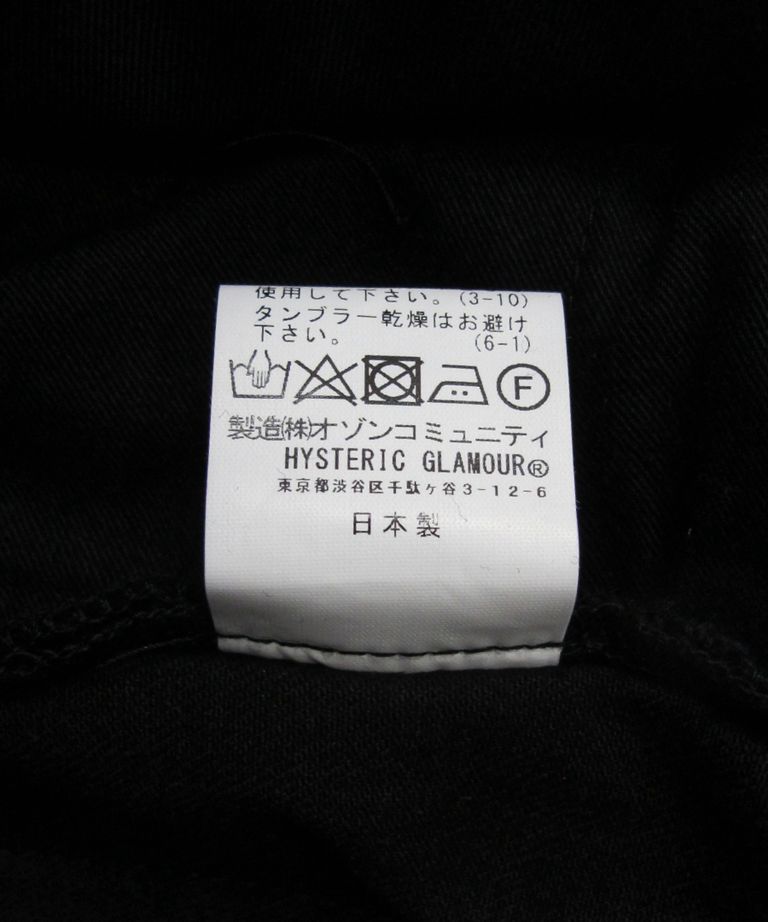 使用して下さい。(3-10)
タンブラー乾燥はお避け
下さい。 (6-1)
F
製造㈱オゾンコミュニティ
HYSTERIC GLAMOUR®
東京都渋谷区千駄ヶ谷3-12-6
日本製